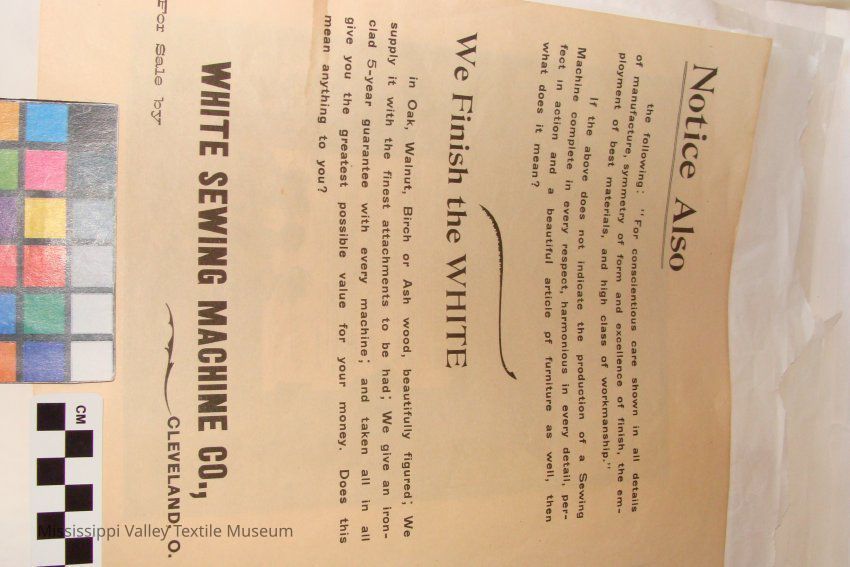 Notice Also
the following: "For conscientious care shown in all details
of manufacture, symmetry of form and excellence of finish, the em-
ployment of best materials, and high class of workmanship."
If the above does not indicate the production of a Sewing
Machine complete in every respect, harmonious in every detail, per-
fect in action and a beautiful article pf furniture as well, then
what does it mean?
We Finish the WHITE
in Oak, Walnut, Birch or Ash wood, beautifully figured; We
supply it with the finest attachments to be had; We give an iron-
clad 5-year guarantee with every machine; and taken all in all
give you the greatest possible value for your money. Does this
mean anything to you?
WHITE SEWING MACHINE CO.,
CLEVELAND, O.
For Sale by
CM
Mississippi Valley Textile Museum